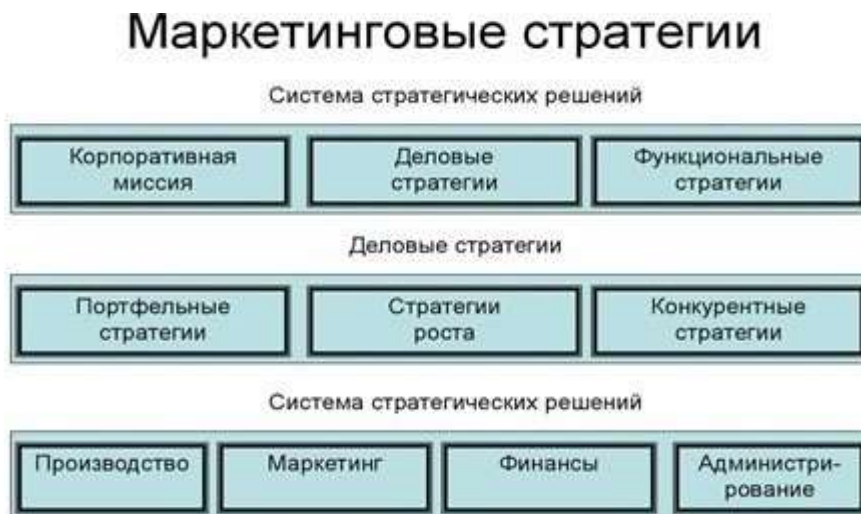 Маркетинговые стратегии
Система стратегических решений
Корпоративная
миссия
Деловые
стратегии
Функциональные
стратегии
Деловые стратегии
Портфельные
стратегии
Стратегии
роста
Конкурентные
стратегии
Система стратегических решений
Производство
Маркетинг
Финансы
Администри-
рование